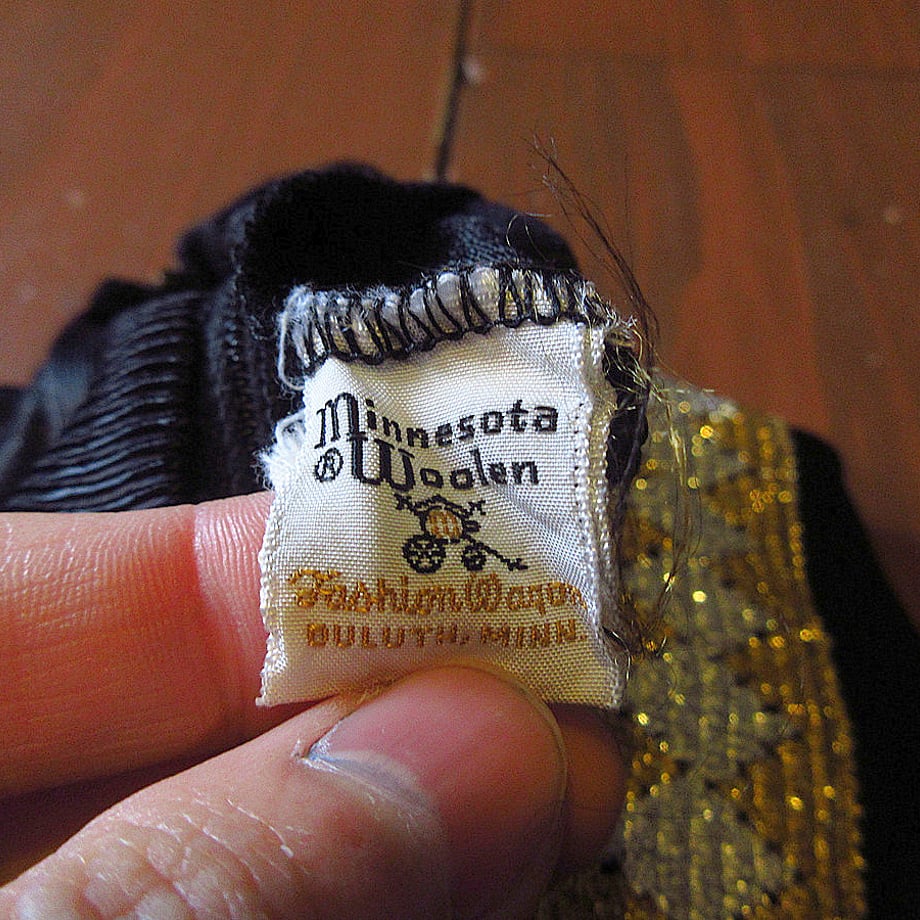 Minnesota
® Woolen
m
Fashion Wagon
DULUTH, MINN.